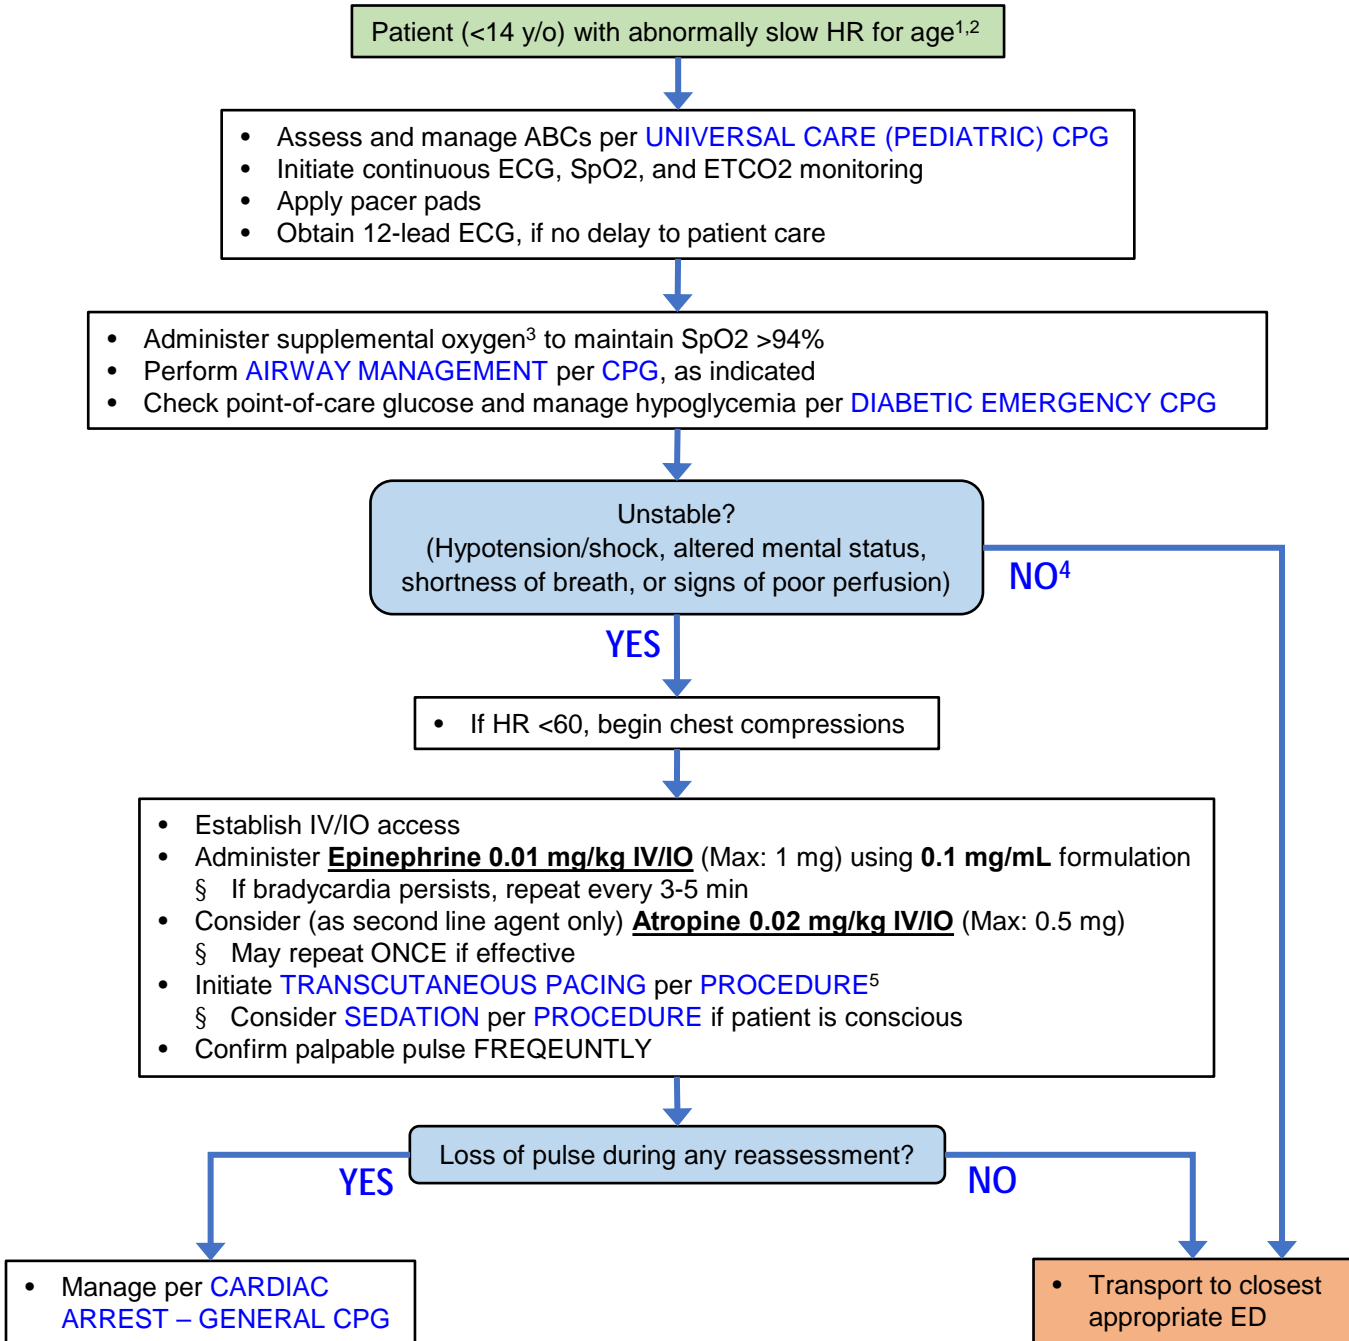 Patient (<14 y/o) with abnormally slow HR for age1,2
• Assess and manage ABCs per UNIVERSAL CARE (PEDIATRIC) CPG
• Initiate continuous ECG, SpO2, and ETCO2 monitoring
• Apply pacer pads
• Obtain 12-lead ECG, if no delay to patient care
• Administer supplemental oxygen3 to maintain SpO2 >94%
• Perform AIRWAY MANAGEMENT per CPG, as indicated
• Check point-of-care glucose and manage hypoglycemia per DIABETIC EMERGENCY CPG
Unstable?
(Hypotension/shock, altered mental status,
shortness of breath, or signs of poor perfusion)
NO4
YES
• If HR <60, begin chest compressions
• Establish IV/IO access
• Administer Epinephrine 0.01 mg/kg IV/IO (Max: 1 mg) using 0.1 mg/mL formulation
§ If bradycardia persists, repeat every 3-5 min
• Consider (as second line agent only) Atropine 0.02 mg/kg IV/IO (Max: 0.5 mg)
§ May repeat ONCE if effective
• Initiate TRANSCUTANEOUS PACING per PROCEDURE5
§ Consider SEDATION per PROCEDURE if patient is conscious
• Confirm palpable pulse FREQEUNTLY
Loss of pulse during any reassessment?
YES
NO
• Manage per CARDIAC
ARREST – GENERAL CPG
• Transport to closest
appropriate ED